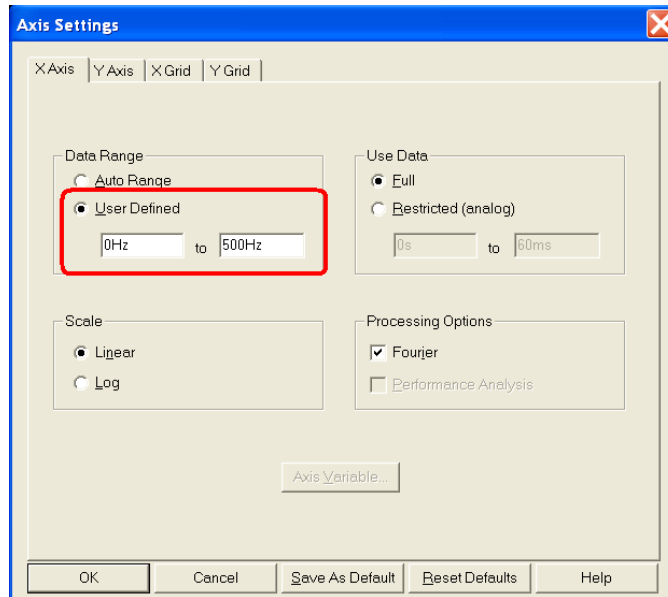 Axis Settings
X Axis Y Axis X Grid Y Grid
Data Range
Auto Range
User Defined
0Hz to 500Hz
Use Data
Full
Restricted (analog)
0s to 60ms
Scale
Linear
Log
Processing Options
Fourier
Performance Analysis
Axis Variable...
OK Cancel Save As Default Reset Defaults Help